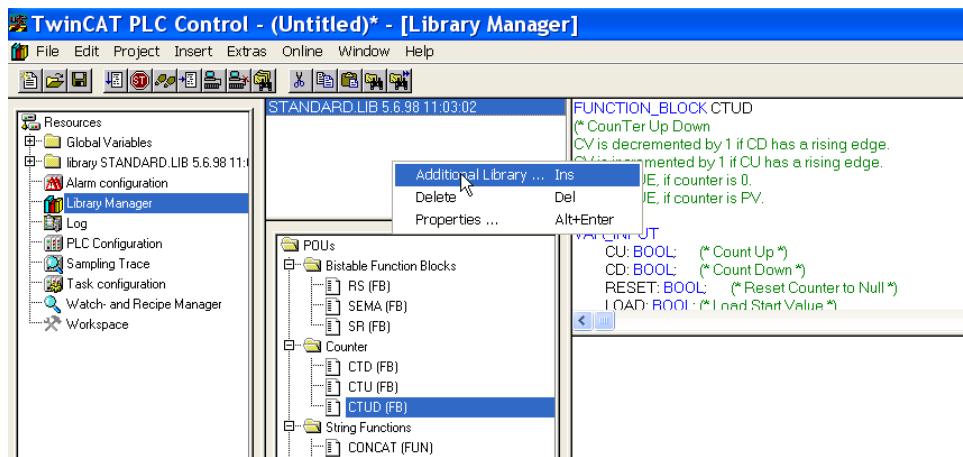 TwinCAT PLC Control - (Untitled)* - [Library Manager]
File Edit Project Insert Extras Online Window Help
Resources
Global Variables
library STANDARD.LIB 5.6.98 11:
Alarm configuration
Library Manager
Log
PLC Configuration
Sampling Trace
Task configuration
Watch- and Recipe Manager
Workspace
STANDARD.LIB 5.6.98 11:03:02
Additional Library ... Ins
Delete Del
Properties ... Alt+Enter
POUs
Bistable Function Blocks
RS (FB)
SEMA (FB)
SR (FB)
Counter
CTD (FB)
CTU (FB)
CTUD (FB)
String Functions
CONCAT (FUN)
FUNCTION_BLOCK CTUD
(* CounTer Up Down
CV is decremented by 1 if CD has a rising edge.
CV is incremented by 1 if CU has a rising edge.
UE, if counter is 0.
UE, if counter is PV.
VAR_INPUT
CU: BOOL; (* Count Up *)
CD: BOOL; (* Count Down *)
RESET: BOOL; (* Reset Counter to Null *)
LOAD: BOOL; (* Load Start Value *)